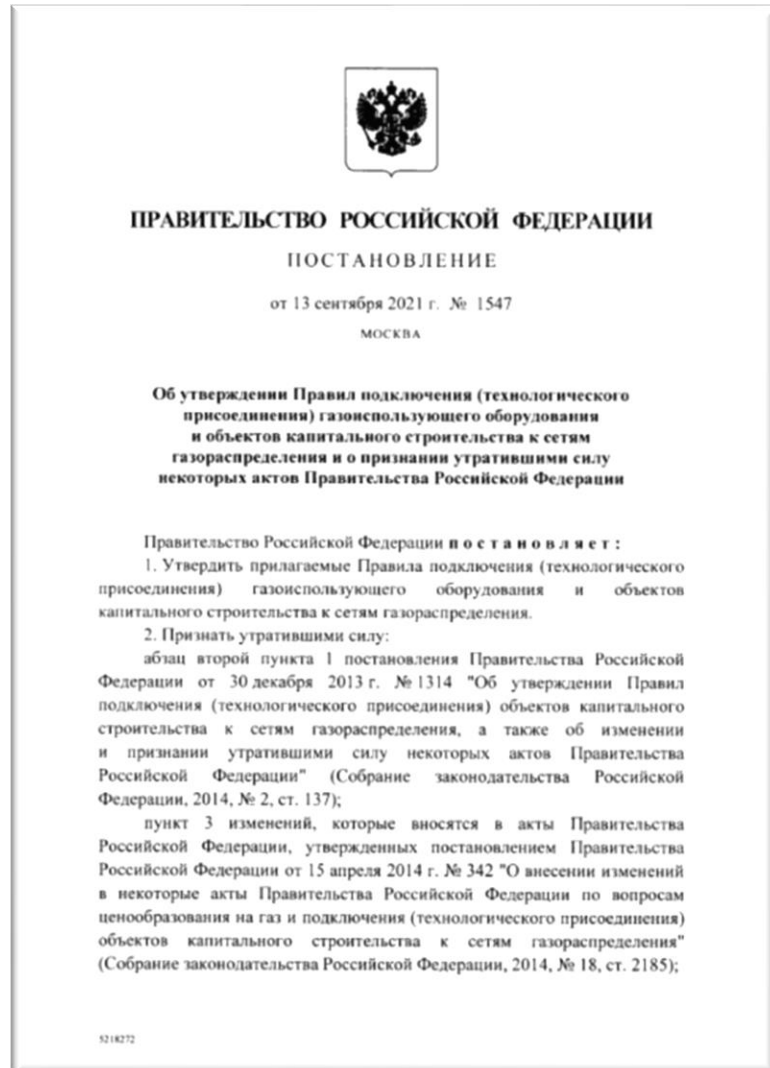 ПРАВИТЕЛЬСТВО РОССИЙСКОЙ ФЕДЕРАЦИИ
ПОСТАНОВЛЕНИЕ
от 13 сентября 2021 г. № 1547
МОСКВА
Об утверждении Правил подключения (технологического
присоединения) газоиспользующего оборудования
и объектов капитального строительства к сетям
газораспределения и о признании утратившими силу
некоторых актов Правительства Российской Федерации
Правительство Российской Федерации постановляет:
1. Утвердить прилагаемые Правила подключения (технологического
присоединения) газоиспользующего оборудования и объектов
капитального строительства к сетям газораспределения.
2. Признать утратившими силу:
абзац второй пункта 1 постановления Правительства Российской
Федерации от 30 декабря 2013 г. № 1314 "Об утверждении Правил
подключения (технологического присоединения) объектов капитального
строительства к сетям газораспределения, а также об изменении
и признании утратившими силу некоторых актов Правительства
Российской Федерации" (Собрание законодательства Российской
Федерации, 2014, № 2, ст. 137);
пункт 3 изменений, которые вносятся в акты Правительства
Российской Федерации, утвержденных постановлением Правительства
Российской Федерации от 15 апреля 2014 г. № 342 "О внесении изменений
в некоторые акты Правительства Российской Федерации по вопросам
ценообразования на газ и подключения (технологического присоединения)
объектов капитального строительства к сетям газораспределения"
(Собрание законодательства Российской Федерации, 2014, № 18, ст. 2185);
5218272